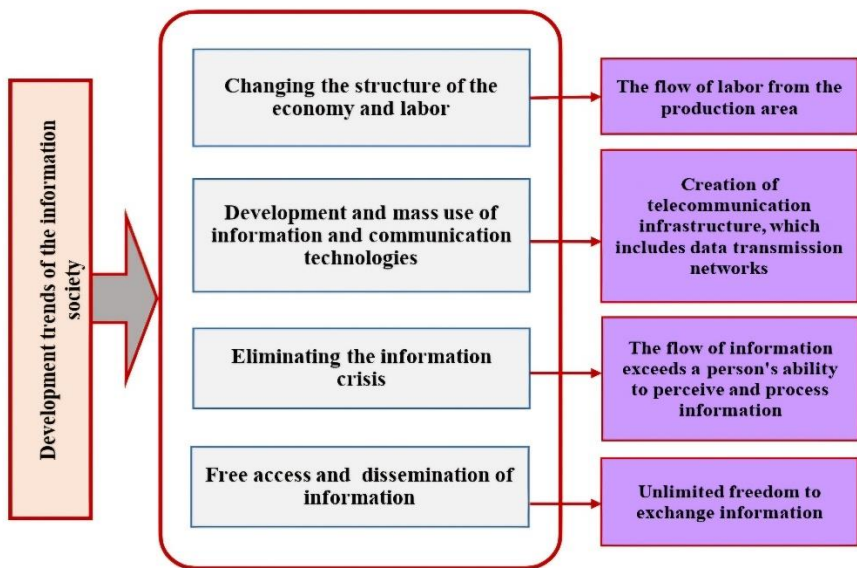 Development trends of the information
society
Changing the structure of the
economy and labor
The flow of labor from the
production area
Development and mass use of
information and communication
technologies
Creation of
telecommunication
infrastructure, which
includes data transmission
networks
Eliminating the information
crisis
The flow of information
exceeds a person's ability
to perceive and process
information
Free access and dissemination of
information
Unlimited freedom to
exchange information